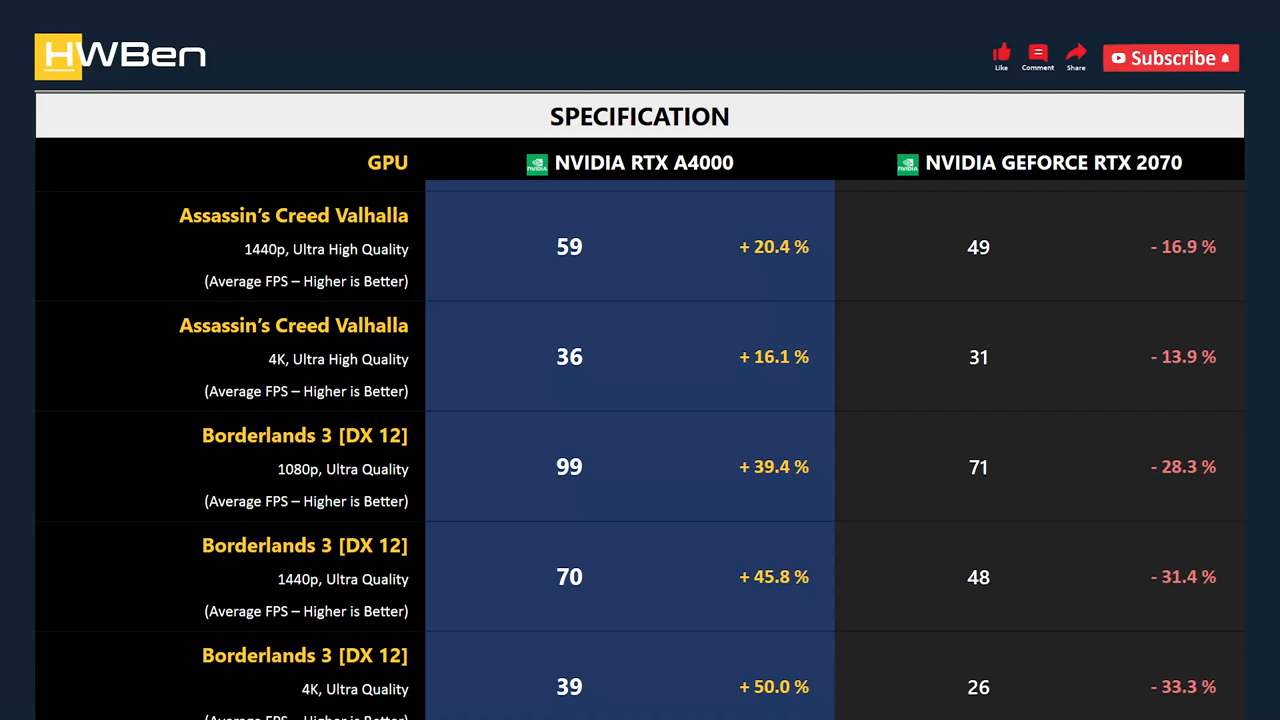 HWBen
Like Comment Share Subscribe
SPECIFICATION
GPU NVIDIA RTX A4000 NVIDIA GEFORCE RTX 2070
Assassin's Creed Valhalla
1440p, Ultra High Quality 59 + 20.4 % 49 - 16.9 %
(Average FPS – Higher is Better)
Assassin's Creed Valhalla
4K, Ultra High Quality 36 + 16.1 % 31 - 13.9 %
(Average FPS – Higher is Better)
Borderlands 3 [DX 12]
1080p, Ultra Quality 99 + 39.4 % 71 - 28.3 %
(Average FPS – Higher is Better)
Borderlands 3 [DX 12]
1440p, Ultra Quality 70 + 45.8 % 48 - 31.4 %
(Average FPS – Higher is Better)
Borderlands 3 [DX 12]
4K, Ultra Quality 39 + 50.0 % 26 - 33.3 %
(Average FPS – Higher is Better)